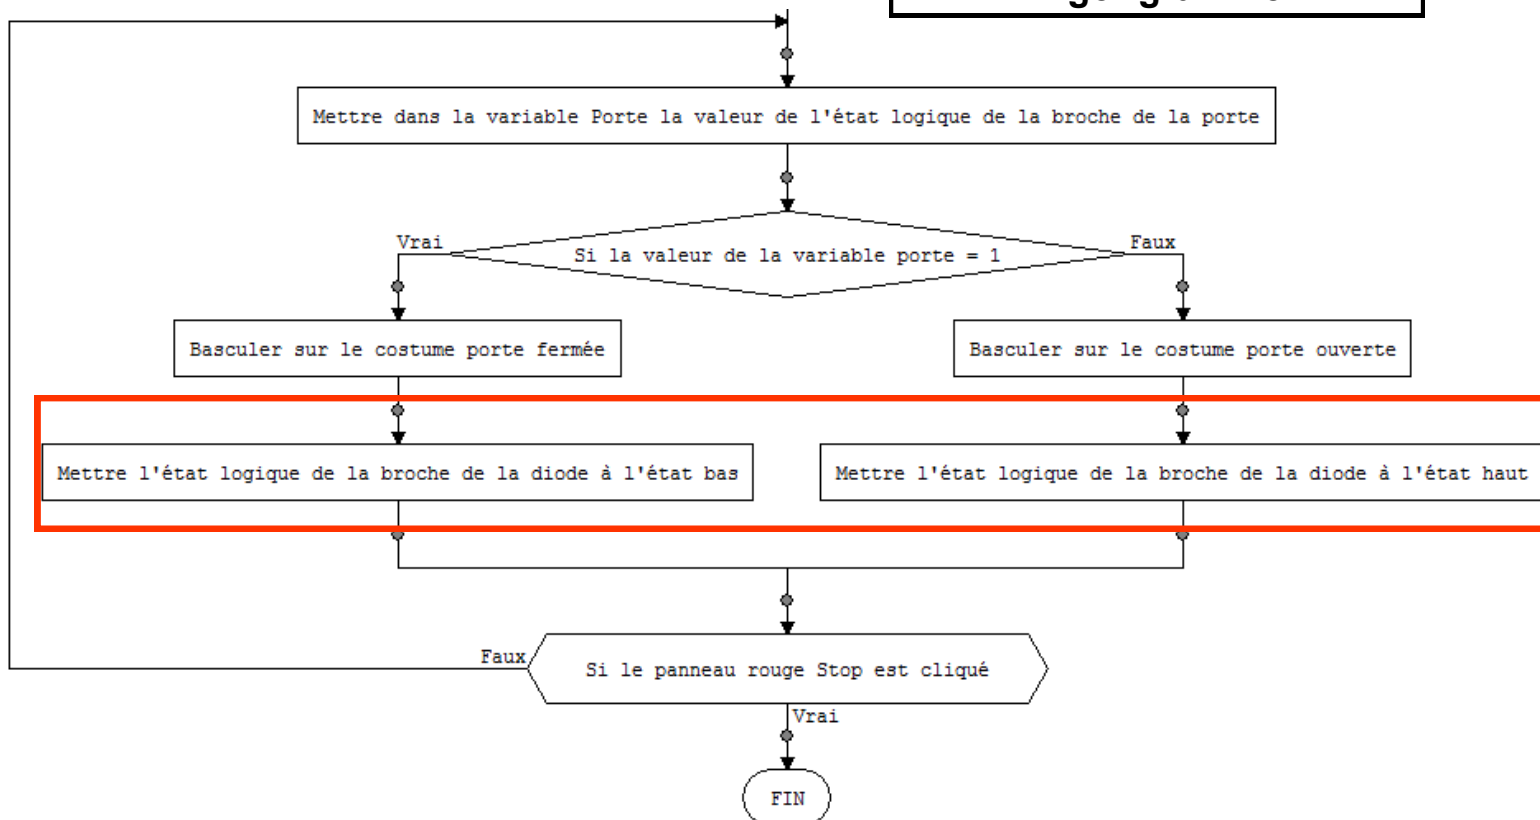 Mettre dans la variable Porte la valeur de l'état logique de la broche de la porte
Vrai
Faux
Si la valeur de la variable porte = 1
Basculer sur le costume porte fermée
Basculer sur le costume porte ouverte
Mettre l'état logique de la broche de la diode à l'état bas
Mettre l'état logique de la broche de la diode à l'état haut
Faux
Si le panneau rouge Stop est cliqué
Vrai
FIN